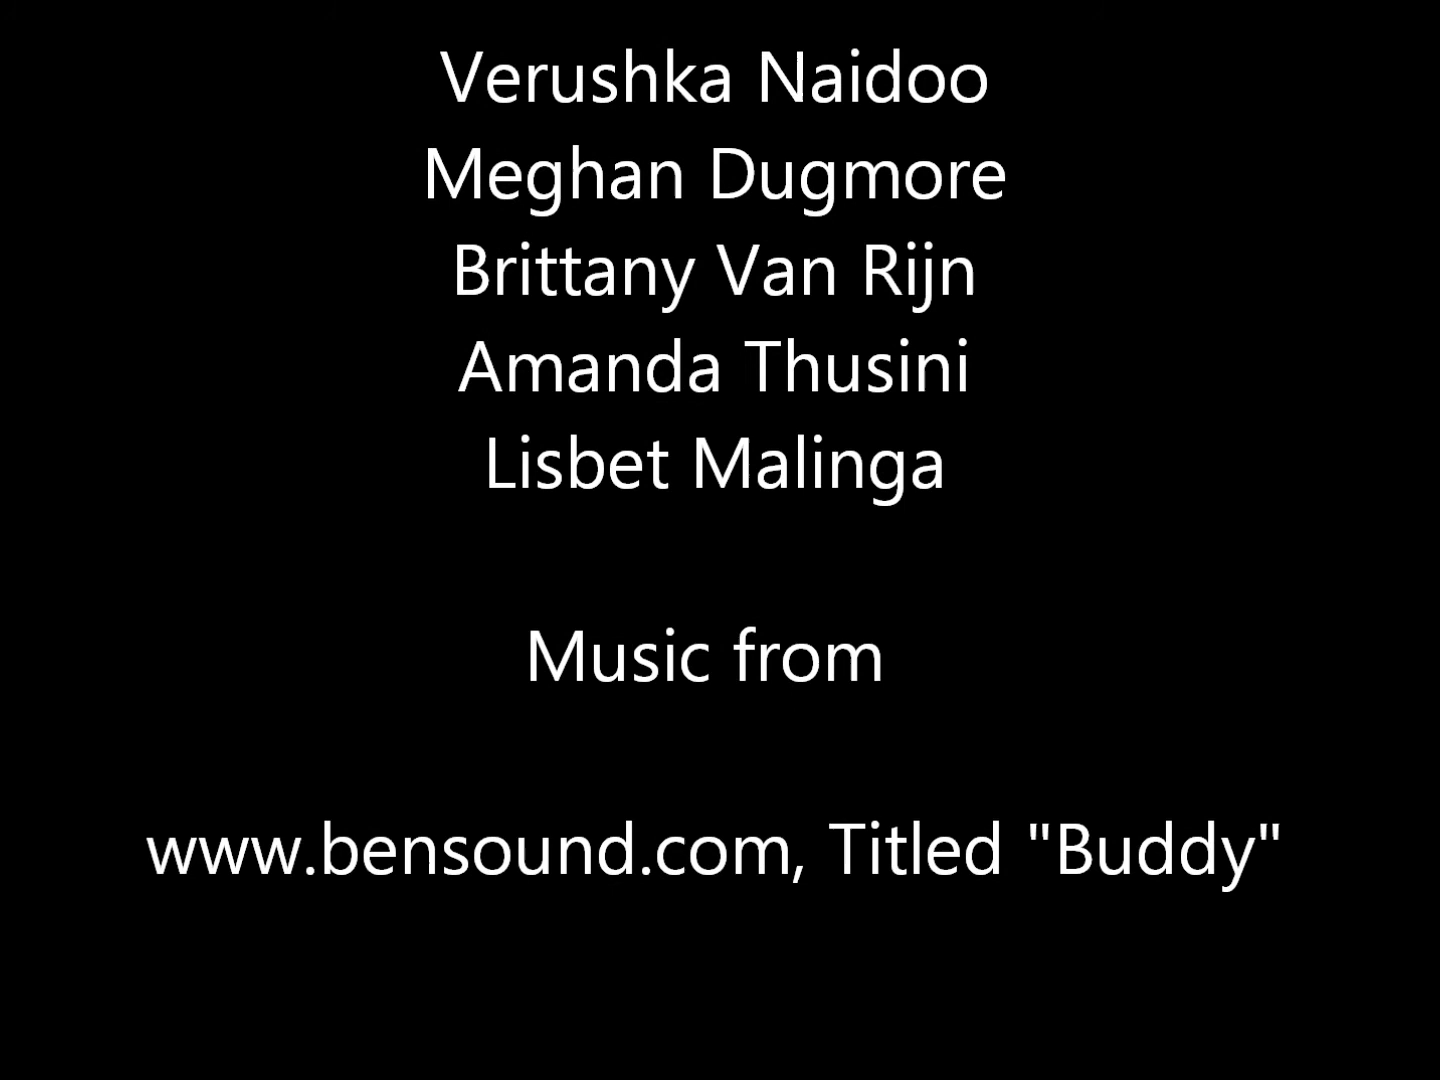 Verushka Naidoo
Meghan Dugmore
Brittany Van Rijn
Amanda Thusini
Lisbet Malinga
Music from
www.bensound.com, Titled "Buddy"